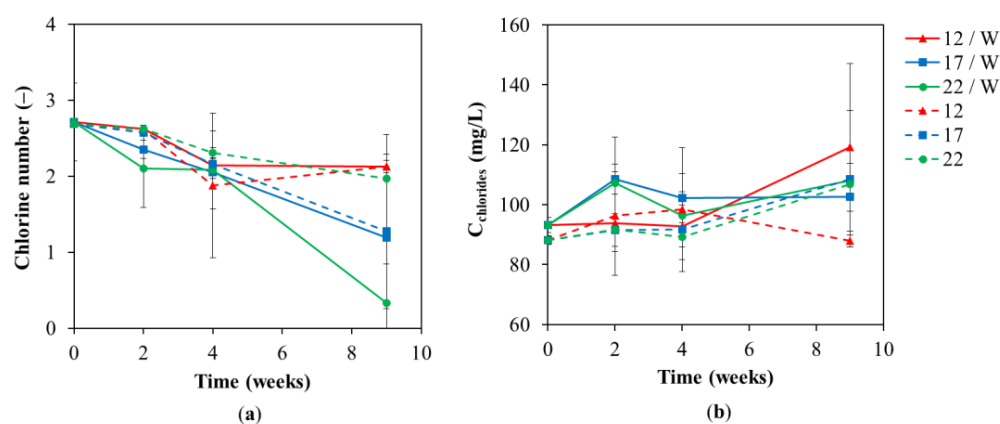 4
3
2
1
0
0
2
4
6
8
10
Chlorine number (–)
Time (weeks)
(a)
160
140
120
100
80
60
0
2
4
6
8
10
Cchlorides (mg/L)
Time (weeks)
(b)
12 / W
17 / W
22 / W
12
17
22